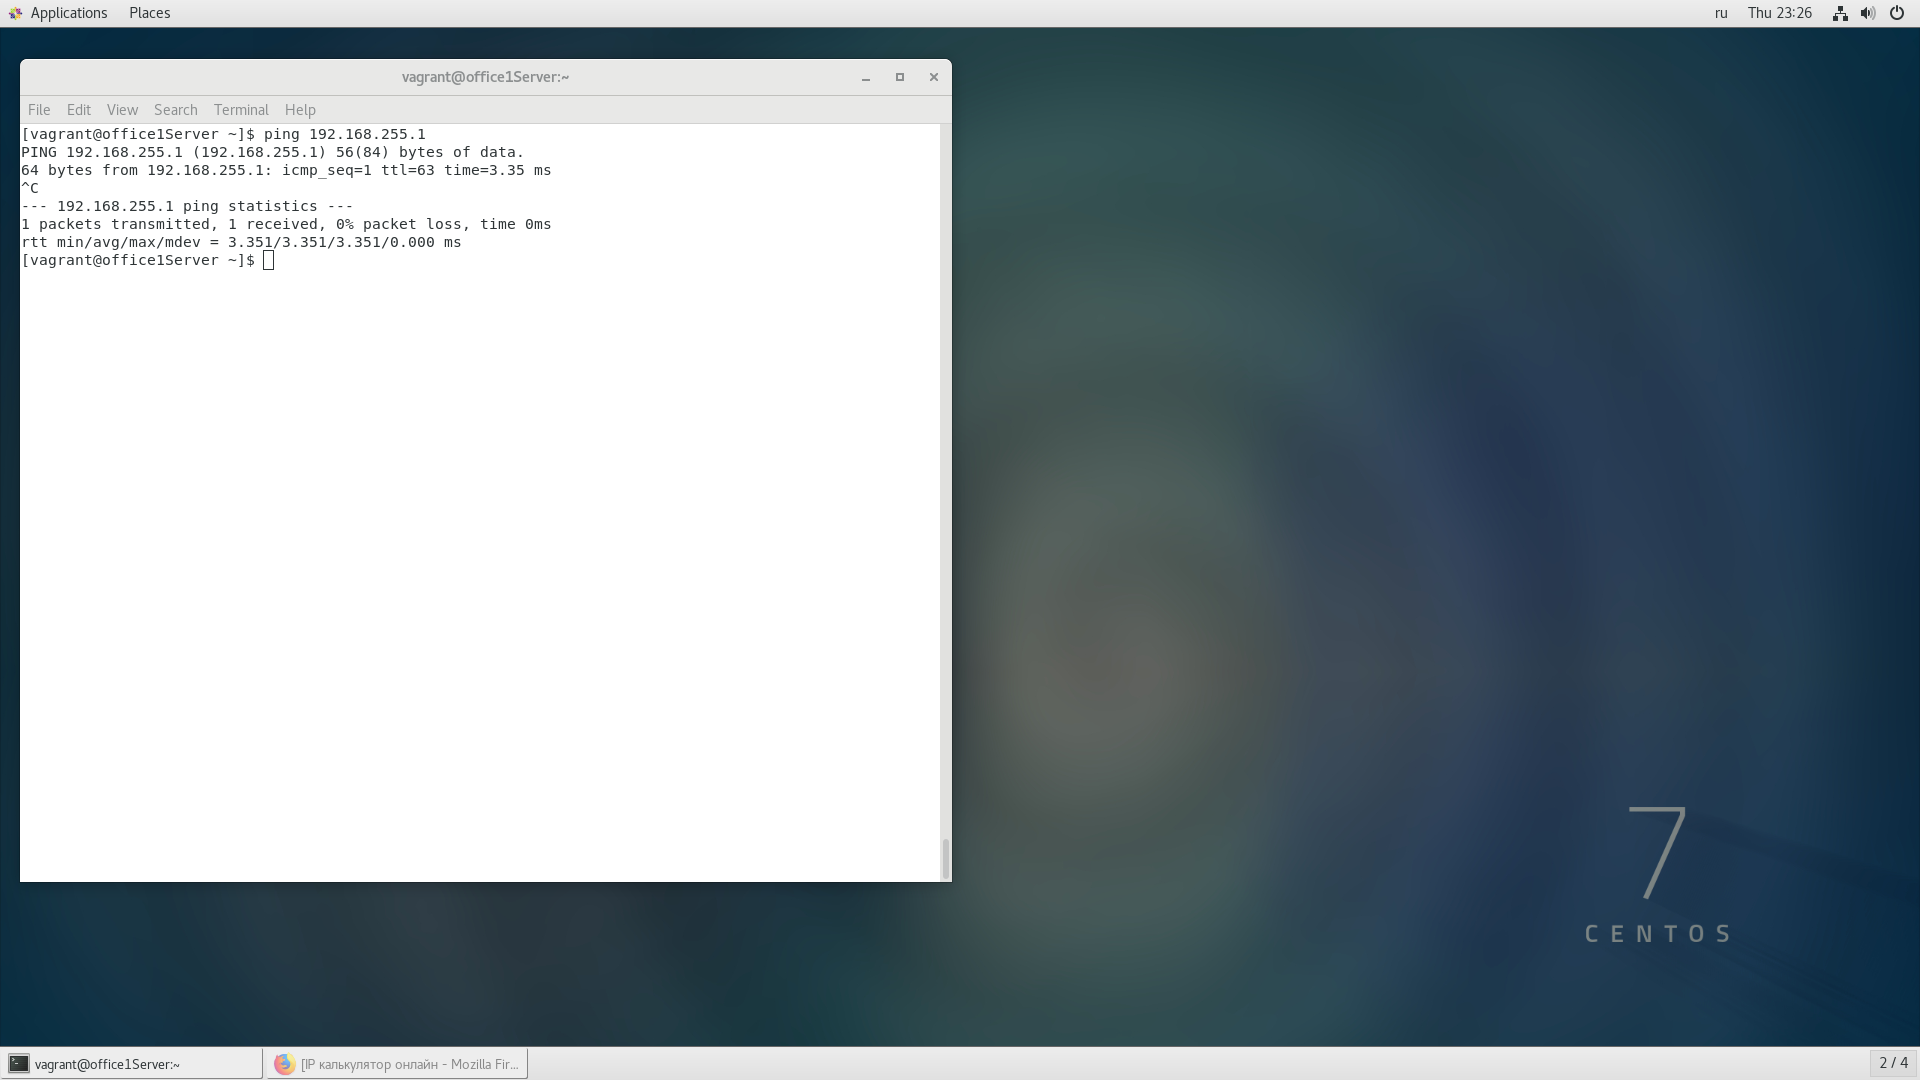 Applications Places ru Thu 23:26
vagrant@office1Server:~
File Edit View Search Terminal Help
[vagrant@office1Server ~]$ ping 192.168.255.1
PING 192.168.255.1 (192.168.255.1) 56(84) bytes of data.
64 bytes from 192.168.255.1: icmp_seq=1 ttl=63 time=3.35 ms
^C
--- 192.168.255.1 ping statistics ---
1 packets transmitted, 1 received, 0% packet loss, time 0ms
rtt min/avg/max/mdev = 3.351/3.351/3.351/0.000 ms
[vagrant@office1Server ~]$
7
CENTOS
vagrant@office1Server:~ [IP калькулятор онлайн - Mozilla Fir... 2 / 4